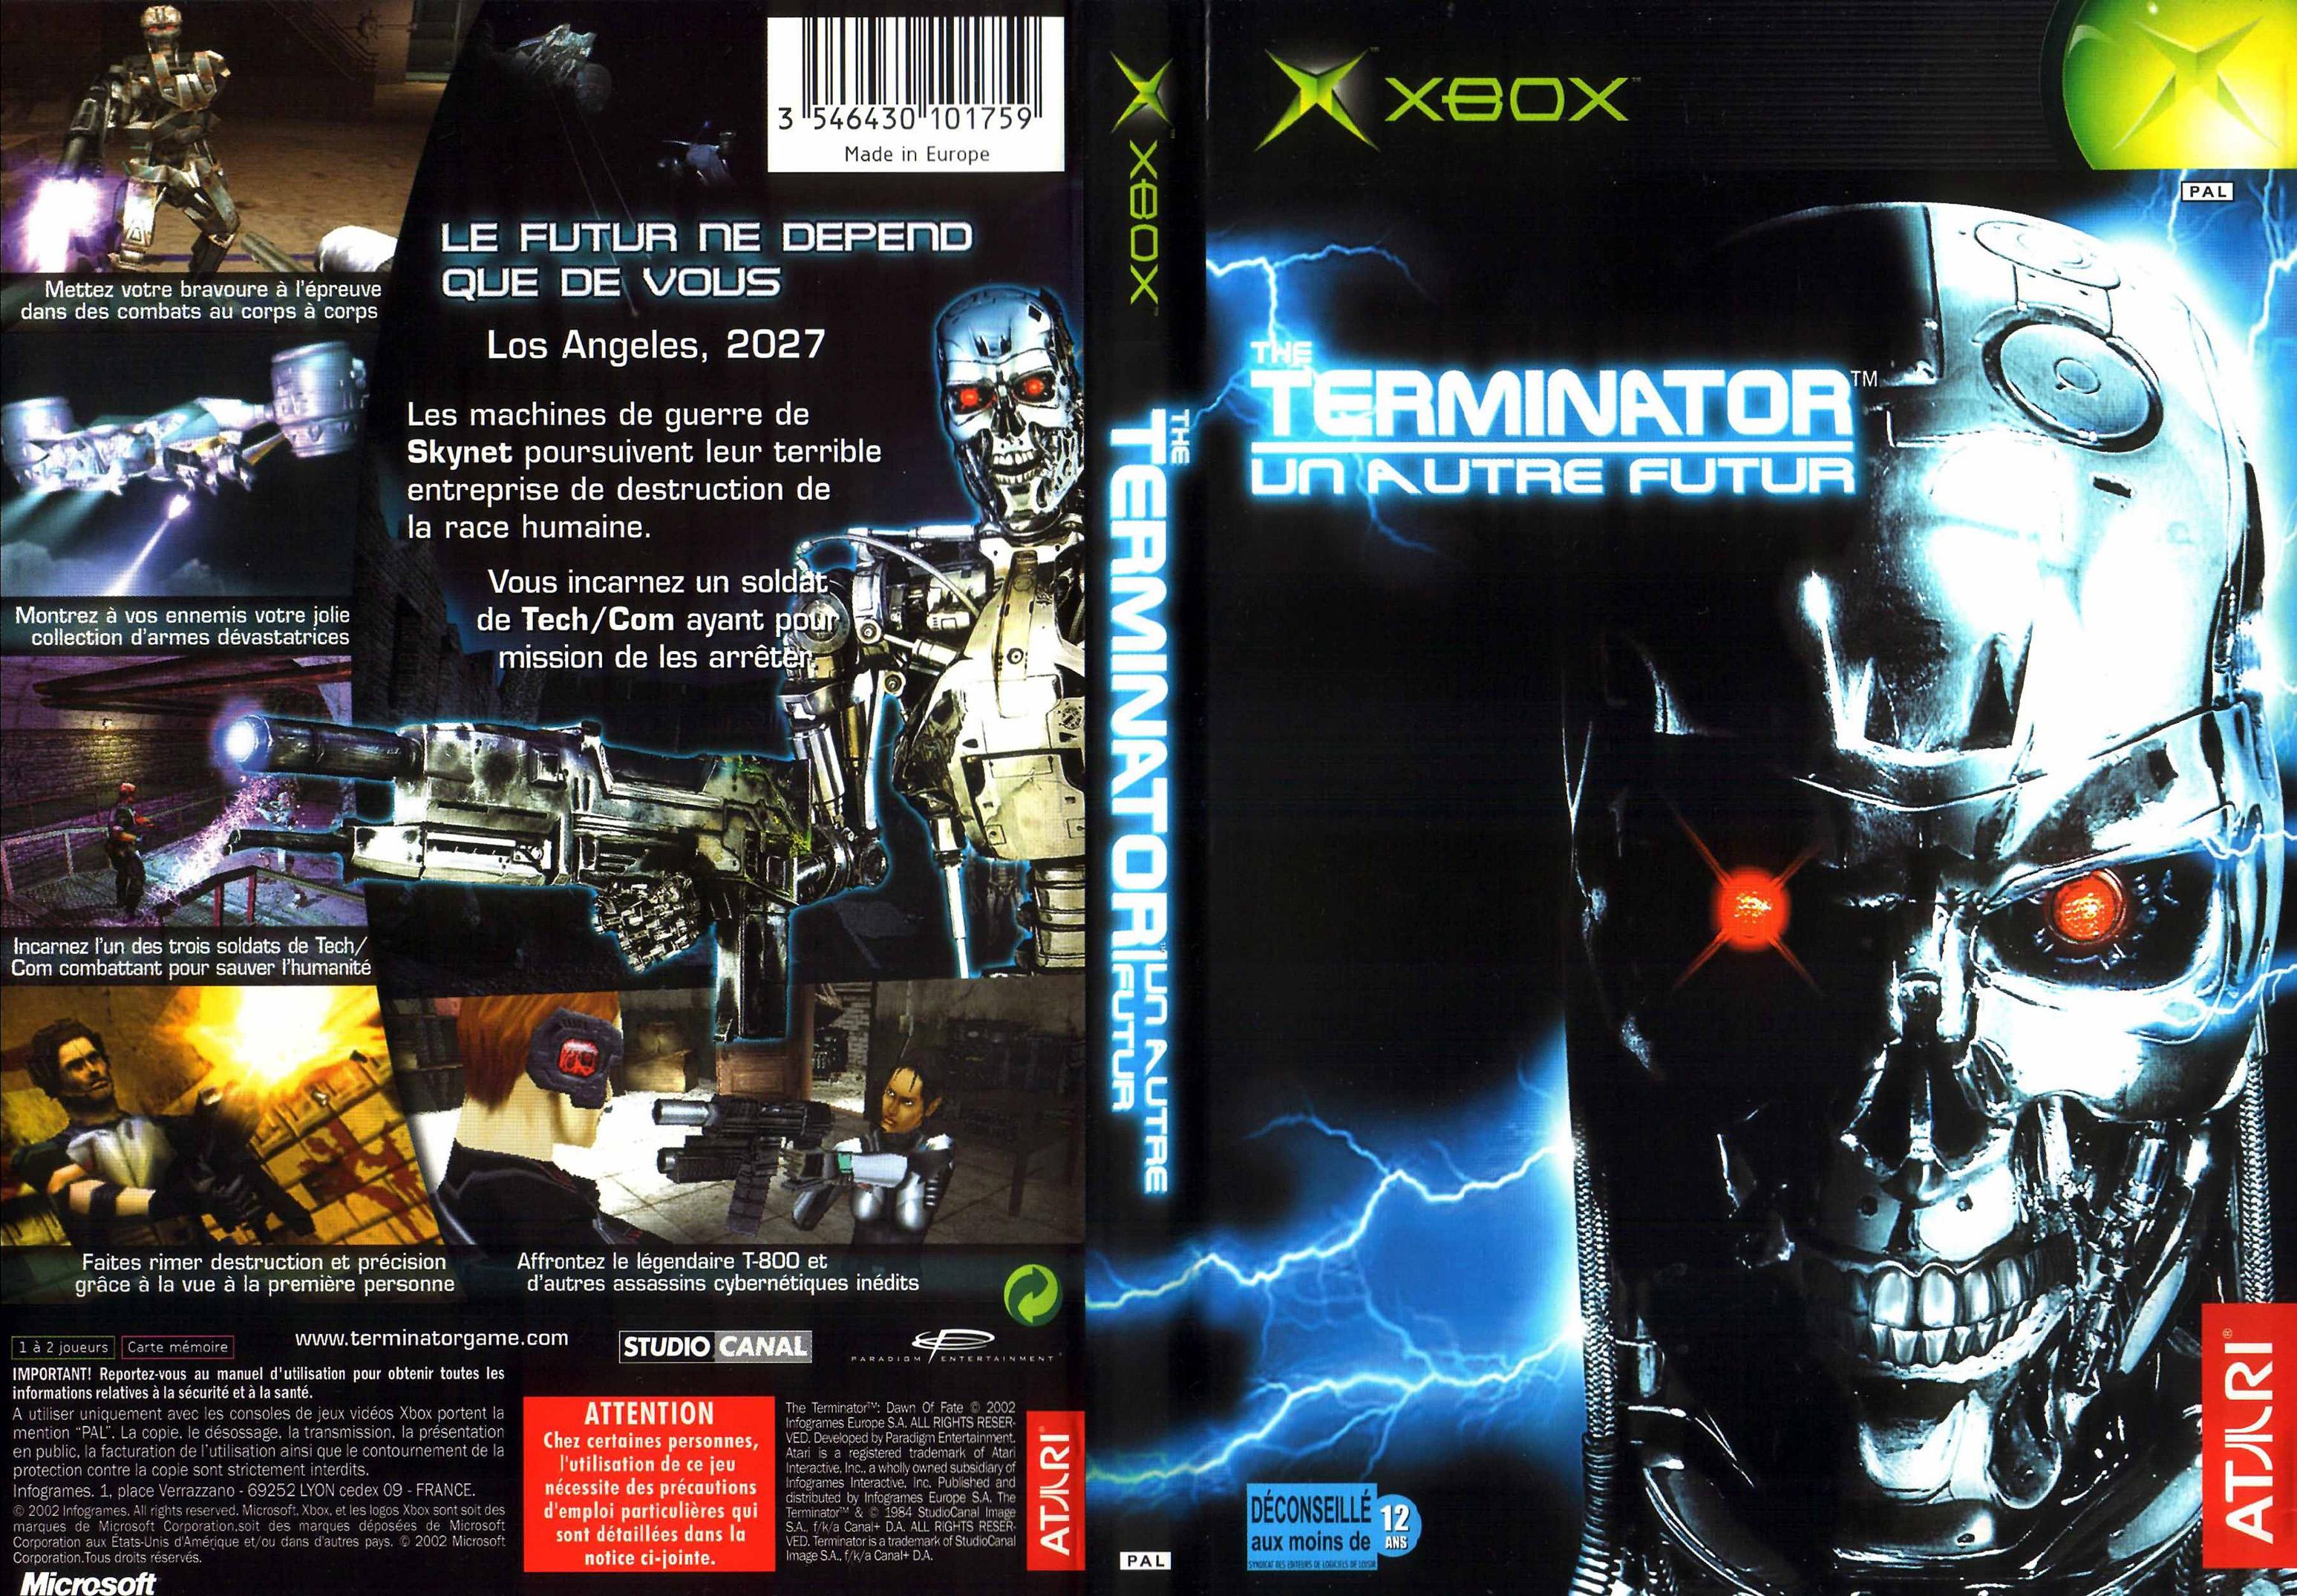 3 546430 101759
Made in Europe
LE FUTUR NE DEPEND
QUE DE VOUS
Los Angeles, 2027
Les machines de guerre de
Skynet poursuivent leur terrible
entreprise de destruction de
la race humaine.
Vous incarnez un soldat
de Tech/Com ayant pour
mission de les arrêter.
Mettez votre bravoure à l'épreuve
dans des combats au corps à corps
Montrez à vos ennemis votre jolie
collection d'armes dévastatrices
Incarnez l'un des trois soldats de Tech/
Com combattant pour sauver l'humanité
Faites rimer destruction et précision
grâce à la vue à la première personne
Affrontez le légendaire T-800 et
d'autres assassins cybernétiques inédits
1 à 2 joueurs
Carte mémoire
www.terminatorgame.com
STUDIO CANAL
PARADIGM ENTERTAINMENT
IMPORTANT! Reportez-vous au manuel d'utilisation pour obtenir toutes les
informations relatives à la sécurité et à la santé.
A utiliser uniquement avec les consoles de jeux vidéos Xbox portent la
mention "PAL". La copie, le désossage, la transmission, la présentation
en public, la facturation de l'utilisation ainsi que le contournement de la
protection contre la copie sont strictement interdits.
Infogrames. 1, place Verrazzano - 69252 LYON cedex 09 - FRANCE.
© 2002 Infogrames. All rights reserved. Microsoft, Xbox, et les logos Xbox sont soit des
marques de Microsoft Corporation,soit des marques déposées de Microsoft
Corporation aux États-Unis d'Amérique et/ou dans d'autres pays. © 2002 Microsoft
Corporation.Tous droits réservés.
Microsoft
ATTENTION
Chez certaines personnes,
l'utilisation de ce jeu
nécessite des précautions
d'emploi particulières qui
sont détaillées dans la
notice ci-jointe.
The Terminator™: Dawn Of Fate © 2002
Infogrames Europe S.A. ALL RIGHTS RESER-
VED. Developed by Paradigm Entertainment.
Atari is a registered trademark of Atari
Interactive, Inc., a wholly owned subsidiary of
Infogrames Interactive, Inc. Published and
distributed by Infogrames Europe S.A. The
Terminator™ & © 1984 StudioCanal Image
S.A., f/k/a Canal+ D.A. ALL RIGHTS RESER-
VED. Terminator is a trademark of StudioCanal
Image S.A., f/k/a Canal+ D.A.
ATARI
XBOX™
THE
TERMINATOR™
UN AUTRE
FUTUR
PAL
XBOX™
PAL
THE
TERMINATOR™
UN AUTRE FUTUR
DÉCONSEILLÉ
aux moins de 12
ANS
SYNDICAT DES EDITEURS DE LOGICIELS DE LOISIR
ATARI®